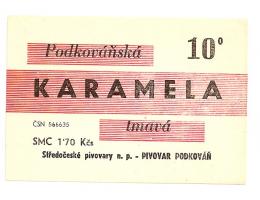 Podkováňská 10°
KARAMELA
ČSN 566635 tmavá
SMC 1'70 Kčs
Středočeské pivovary n. p. - PIVOVAR PODKOVÁŇ